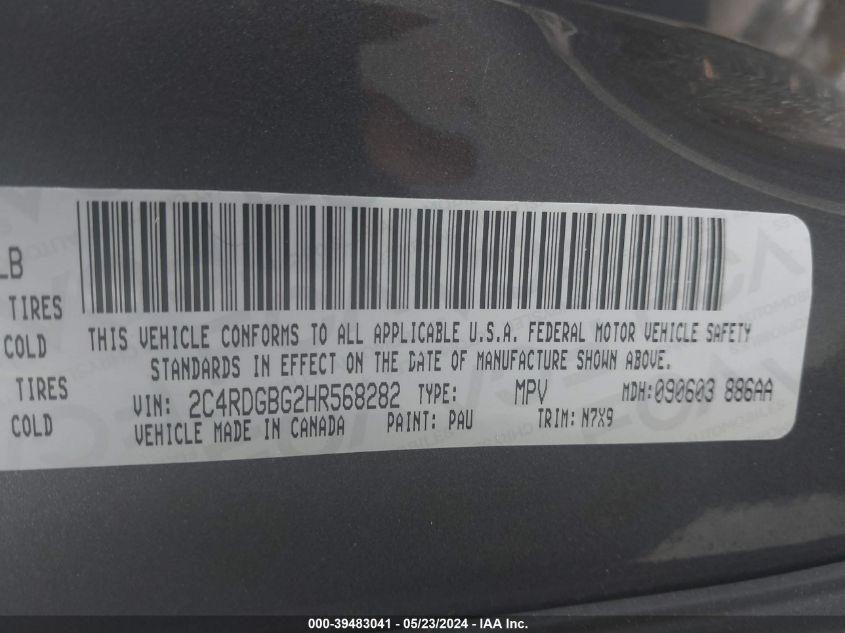 LB
TIRES
COLD
TIRES
COLD
THIS VEHICLE CONFORMS TO ALL APPLICABLE U.S.A. FEDERAL MOTOR VEHICLE SAFETY
STANDARDS IN EFFECT ON THE DATE OF MANUFACTURE SHOWN ABOVE.
VIN: 2C4RDGBG2HR568282 TYPE: MPV MDH:090603 886AA
VEHICLE MADE IN CANADA PAINT: PAU TRIM: N7X9
000-39483041 - 05/23/2024 - IAA Inc.